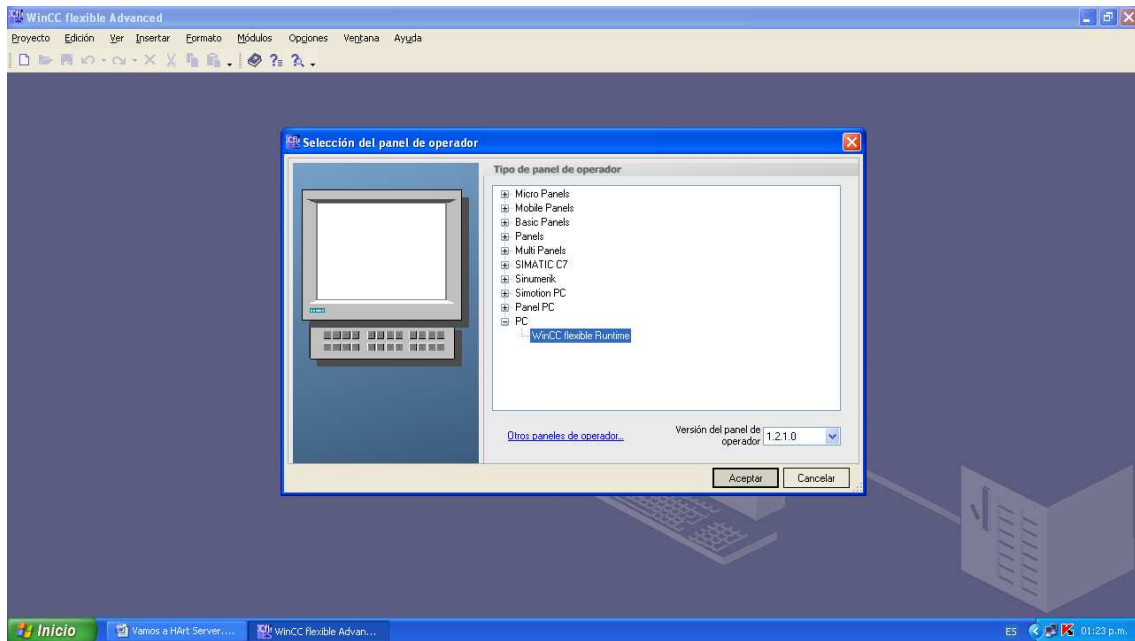 WinCC flexible Advanced
Proyecto Edición Ver Insertar Formato Módulos Opciones Ventana Ayuda
Selección del panel de operador
Tipo de panel de operador
Micro Panels
Mobile Panels
Basic Panels
Panels
Multi Panels
SIMATIC C7
Sinumerik
Simotion PC
Panel PC
PC
WinCC flexible Runtime
Otros paneles de operador...
Versión del panel de operador 1.2.1.0
Aceptar Cancelar
Inicio Vamos a HArt Server.... WinCC flexible Advan... ES 01:23 p.m.